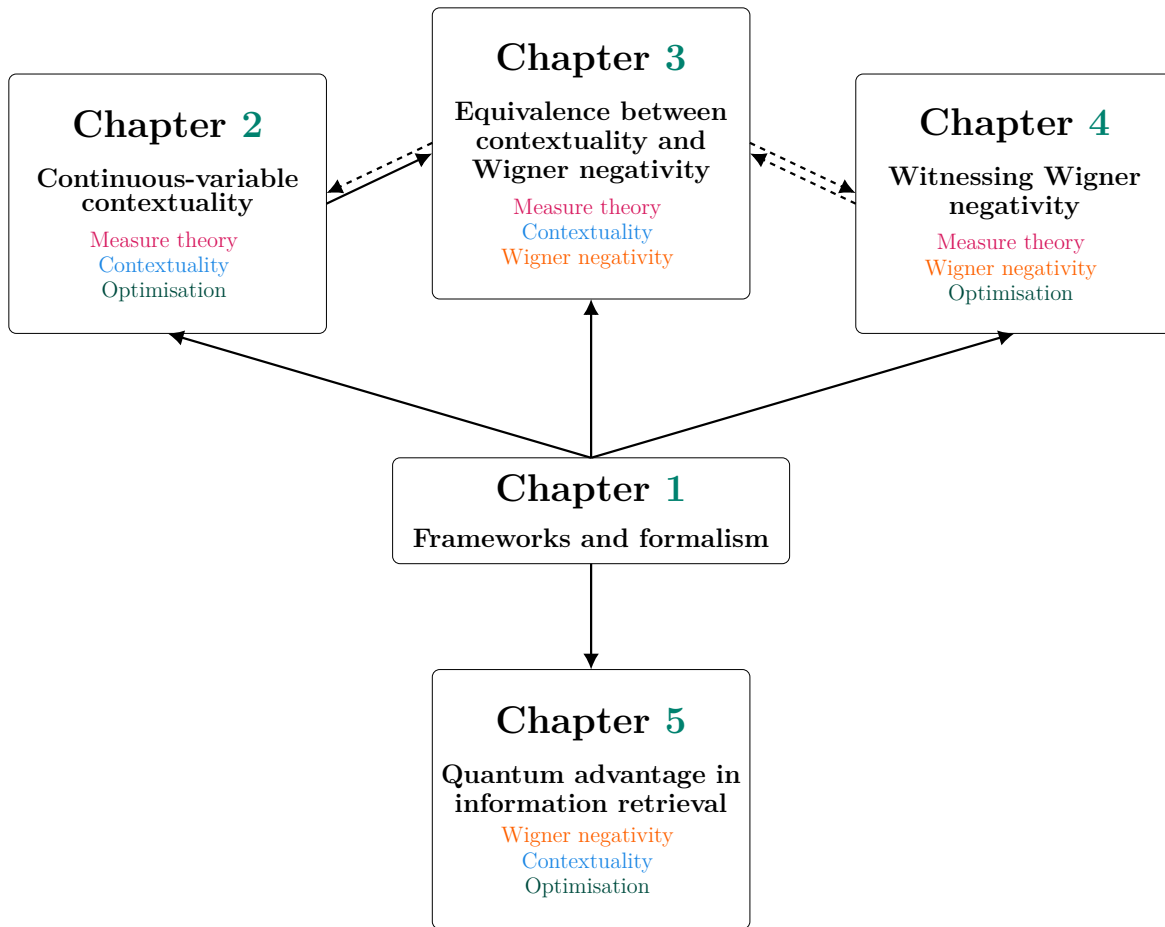 Chapter 2
Continuous-variable
contextuality
Measure theory
Contextuality
Optimisation
Chapter 3
Equivalence between
contextuality and
Wigner negativity
Measure theory
Contextuality
Wigner negativity
Chapter 4
Witnessing Wigner
negativity
Measure theory
Wigner negativity
Optimisation
Chapter 1
Frameworks and formalism
Chapter 5
Quantum advantage in
information retrieval
Wigner negativity
Contextuality
Optimisation